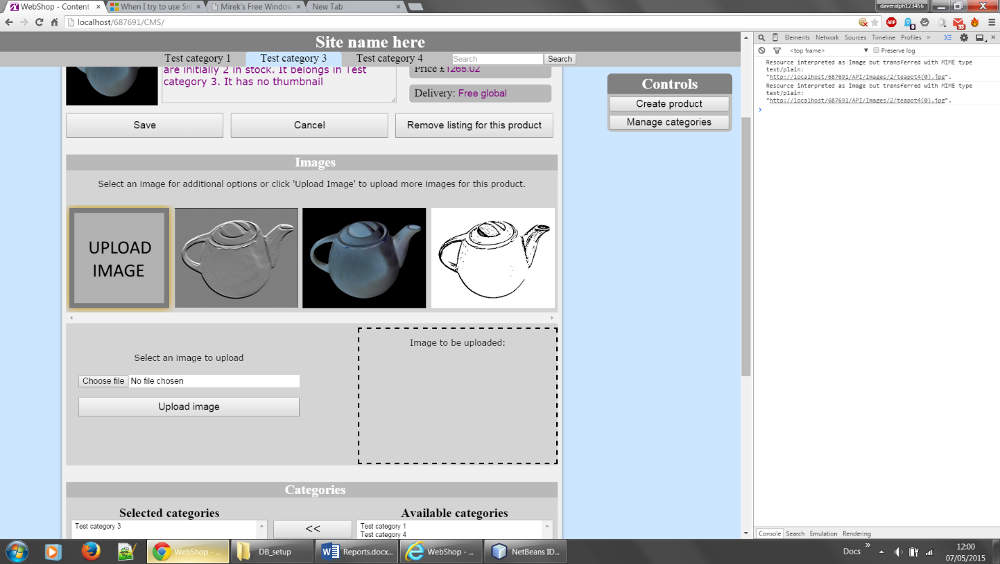 WebShop - Content
When I try to use Sni
Mirek's Free Window
New Tab
daveralph123456
localhost/687691/CMS/
ABP
0
33
Site name here
Test category 1
Test category 3
Test category 4
Search
Search
are initially 2 in stock. It belongs in Test
category 3. It has no thumbnail
Price £1265.02
Delivery: Free global
Save
Cancel
Remove listing for this product
Controls
Create product
Manage categories
Images
Select an image for additional options or click 'Upload Image' to upload more images for this product.
UPLOAD
IMAGE
Select an image to upload
Choose file No file chosen
Upload image
Image to be uploaded:
Categories
Selected categories
Test category 3
<<
Available categories
Test category 1
Test category 4
Elements Network Sources Timeline Profiles »
<top frame>
Preserve log
Resource interpreted as Image but transferred with MIME type
text/plain:
"http://localhost/687691/API/Images/2/teapot4(0).jpg".
Resource interpreted as Image but transferred with MIME type
text/plain:
"http://localhost/687691/API/Images/2/teapot4(0).jpg".
Console Search Emulation Rendering
WebShop - ...
DB_setup
Reports.docx...
WebShop - ...
NetBeans ID...
Docs »
12:00
07/05/2015